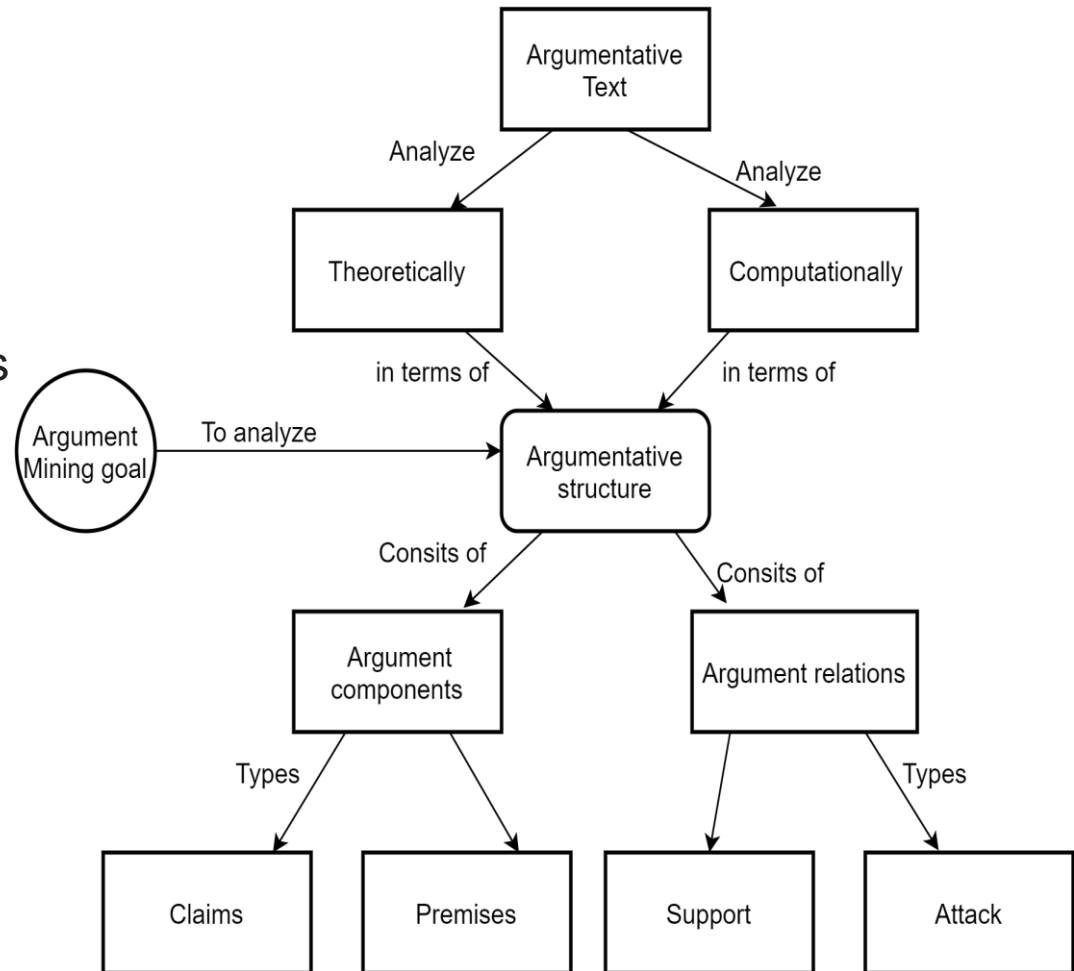 Argumentative
Text
Analyze
Analyze
Theoretically
Computationally
in terms of
in terms of
s
Argument
Mining goal
To analyze
Argumentative
structure
Consits of
Consits of
Argument
components
Argument relations
Types
Types
Claims
Premises
Support
Attack